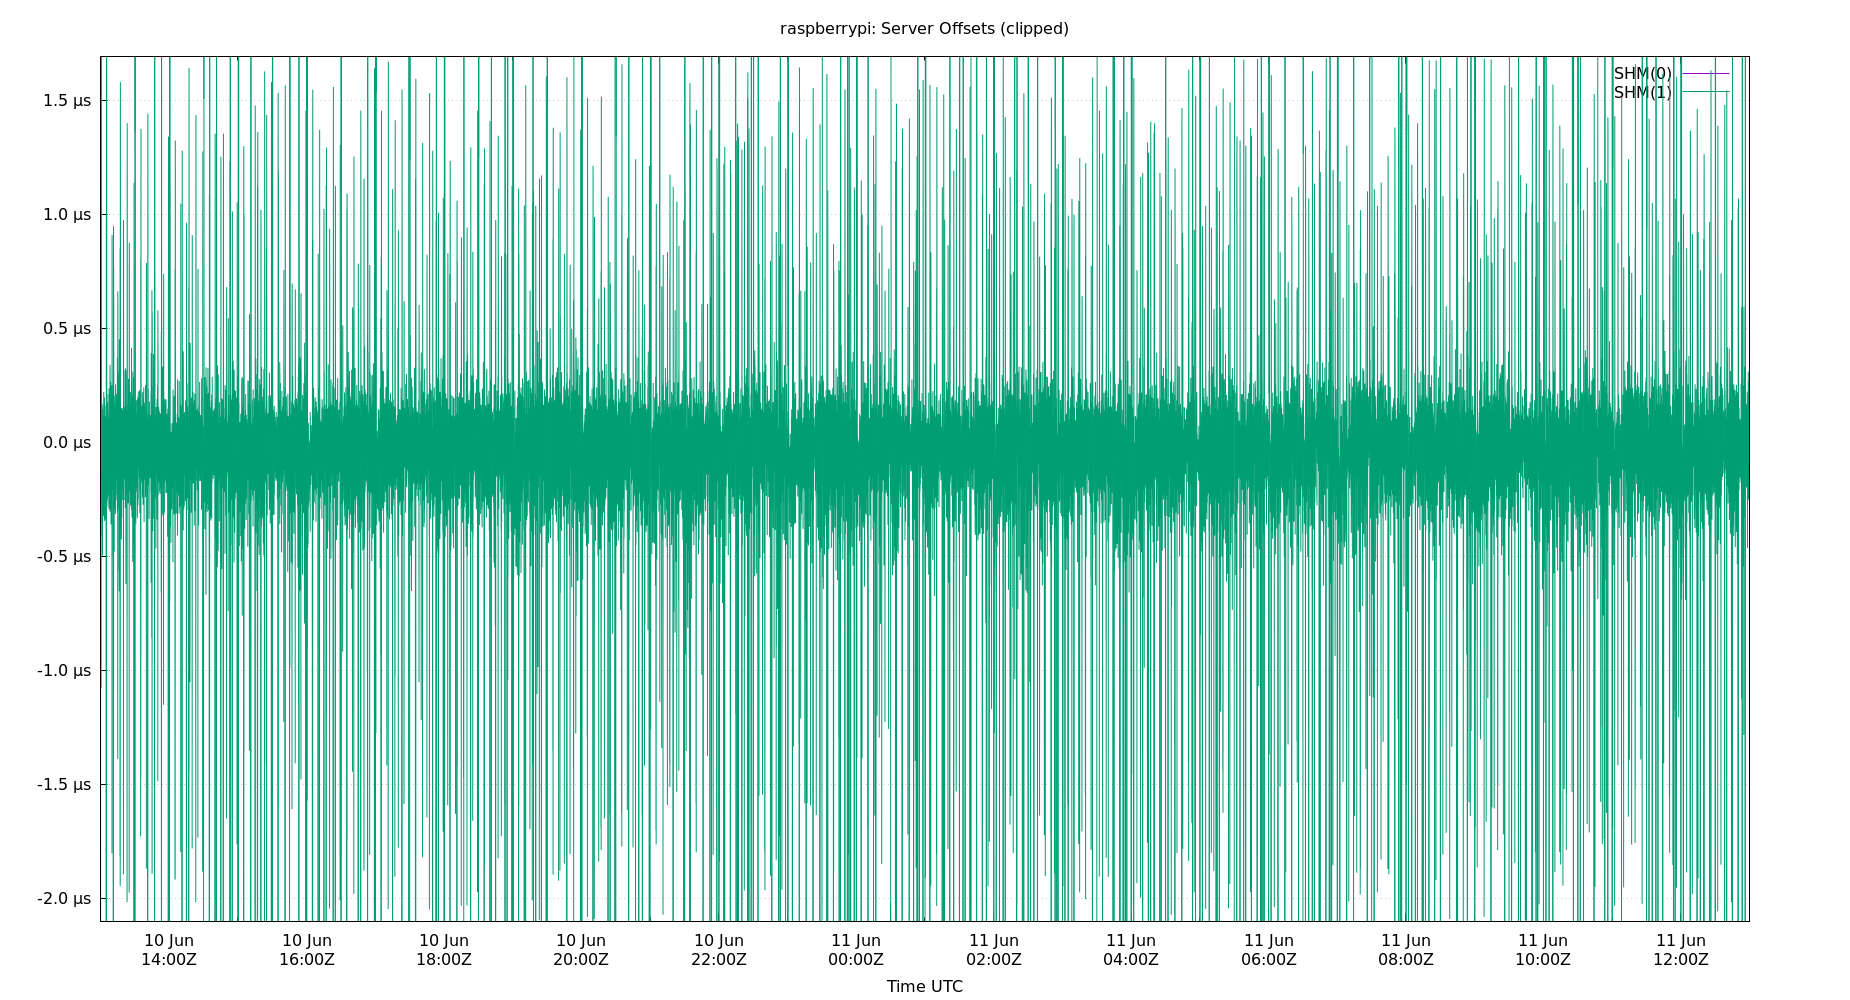 raspberrypi: Server Offsets (clipped)
SHM(0)
SHM(1)
1.5 µs
1.0 µs
0.5 µs
0.0 µs
-0.5 µs
-1.0 µs
-1.5 µs
-2.0 µs
10 Jun 10 Jun 10 Jun 10 Jun 10 Jun 11 Jun 11 Jun 11 Jun 11 Jun 11 Jun 11 Jun 11 Jun
14:00Z 16:00Z 18:00Z 20:00Z 22:00Z 00:00Z 02:00Z 04:00Z 06:00Z 08:00Z 10:00Z 12:00Z
Time UTC